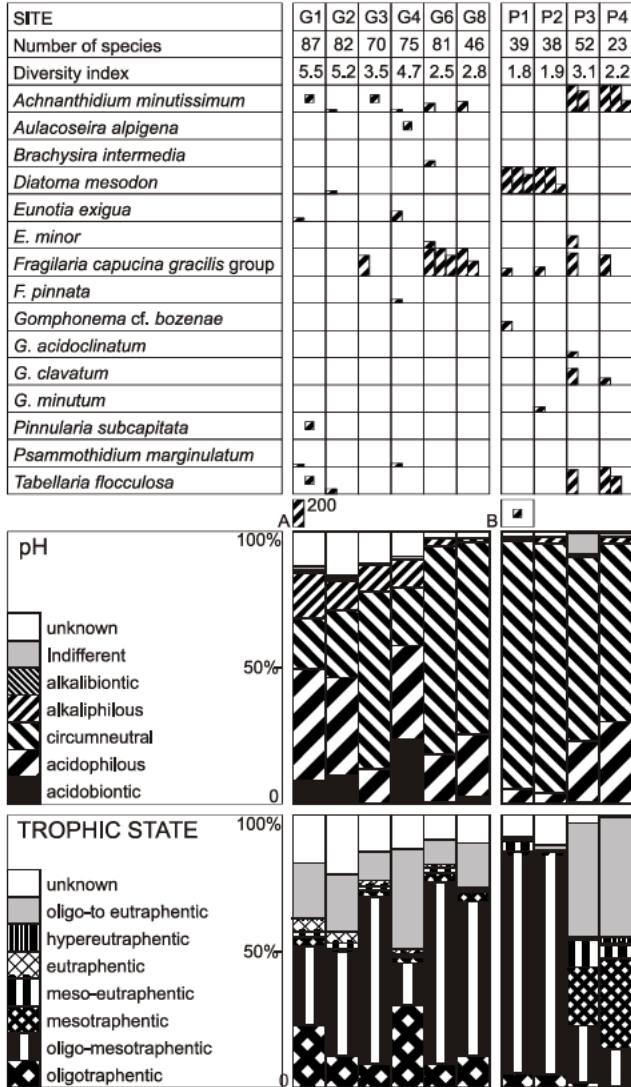 SITE G1 G2 G3 G4 G6 G8 P1 P2 P3 P4
Number of species 87 82 70 75 81 46 39 38 52 23
Diversity index 5.5 5.2 3.5 4.7 2.5 2.8 1.8 1.9 3.1 2.2
Achnanthidium minutissimum
Aulacoseira alpigena
Brachysira intermedia
Diatoma mesodon
Eunotia exigua
E. minor
Fragilaria capucina gracilis group
F. pinnata
Gomphonema cf. bozenae
G. acidoclinatum
G. clavatum
G. minutum
Pinnularia subcapitata
Psammothidium marginulatum
Tabellaria flocculosa
A 200 B
pH 100%
unknown
Indifferent
alkalibiontic 50%
alkaliphilous
circumneutral
acidophilous
acidobiontic 0
TROPHIC STATE 100%
unknown
oligo-to eutraphentic
hypereutraphentic 50%
eutraphentic
meso-eutraphentic
mesotraphentic
oligo-mesotraphentic
oligotraphentic 0